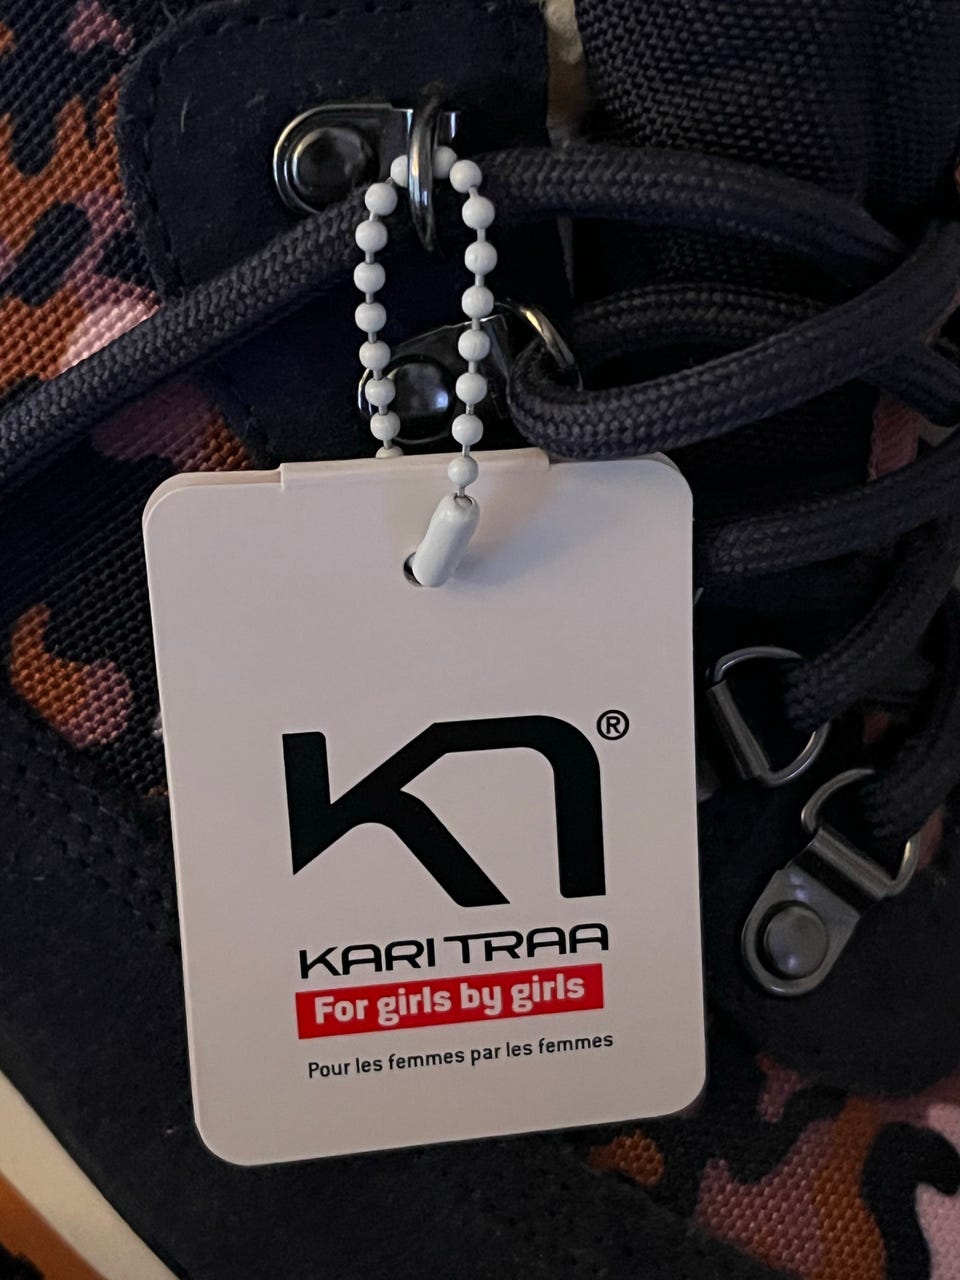 ®
KARI TRAA
For girls by girls
Pour les femmes par les femmes